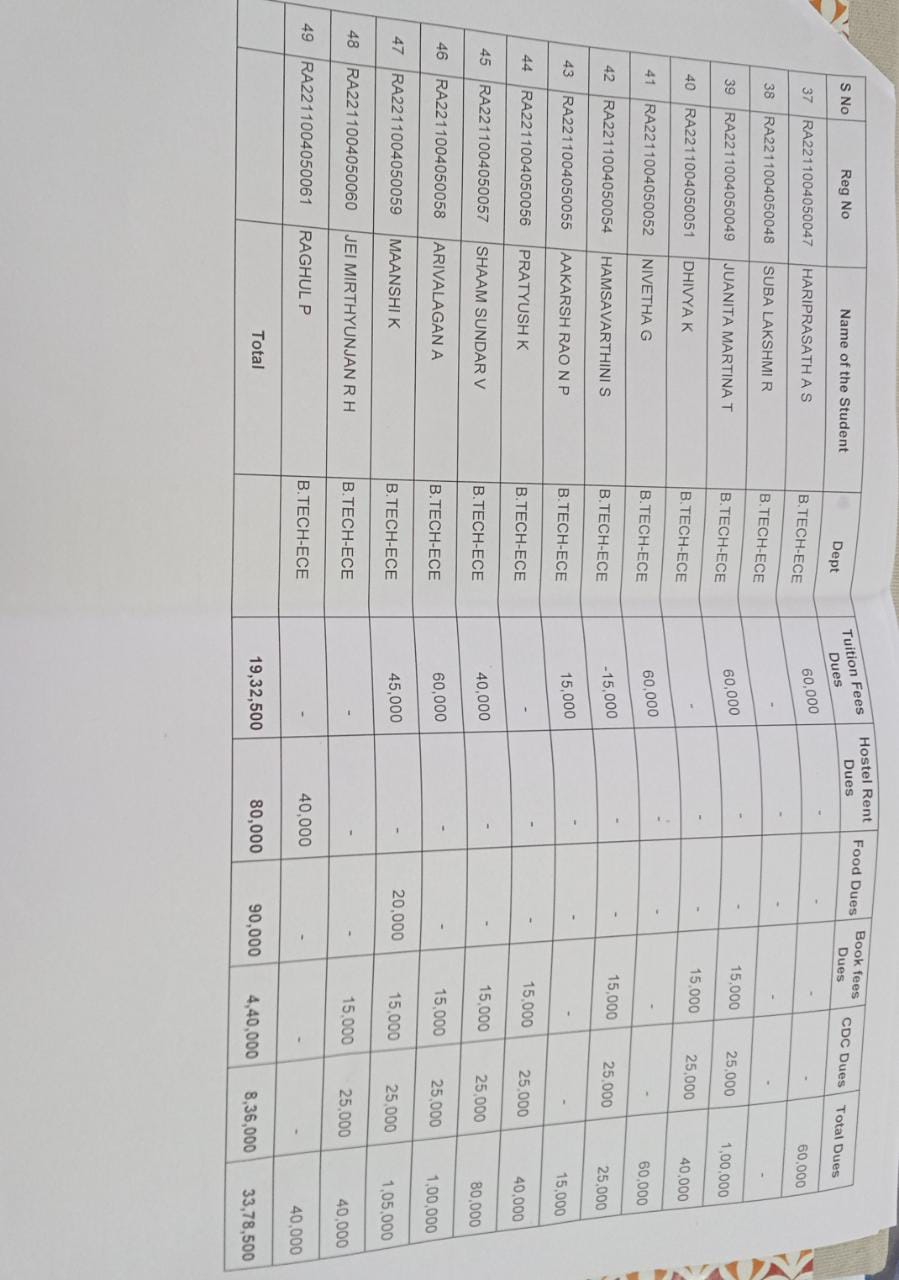 S No Reg No Name of the Student Dept Tuition Fees Dues Hostel Rent Dues Food Dues Book fees Dues CDC Dues Total Dues
37 RA2211004050047 HARIPRASATH A S B.TECH-ECE 60,000 - - - - 60,000
38 RA2211004050048 SUBA LAKSHMI R B.TECH-ECE - - - - - -
39 RA2211004050049 JUANITA MARTINA T B.TECH-ECE 60,000 - - 15,000 25,000 1,00,000
40 RA2211004050051 DHIVYA K B.TECH-ECE - - - 15,000 25,000 40,000
41 RA2211004050052 NIVETHA G B.TECH-ECE 60,000 - - - - 60,000
42 RA2211004050054 HAMSAVARTHINI S B.TECH-ECE -15,000 - - 15,000 25,000 25,000
43 RA2211004050055 AAKARSH RAO N P B.TECH-ECE 15,000 - - - - 15,000
44 RA2211004050056 PRATYUSH K B.TECH-ECE - - - 15,000 25,000 40,000
45 RA2211004050057 SHAAM SUNDAR V B.TECH-ECE 40,000 - - 15,000 25,000 80,000
46 RA2211004050058 ARIVALAGAN A B.TECH-ECE 60,000 - - 15,000 25,000 1,00,000
47 RA2211004050059 MAANSHI K B.TECH-ECE 45,000 - 20,000 15,000 25,000 1,05,000
48 RA2211004050060 JEI MIRTHYUNJAN R H B.TECH-ECE - - - 15,000 25,000 40,000
49 RA2211004050061 RAGHUL P B.TECH-ECE - 40,000 - - - 40,000
Total 19,32,500 80,000 90,000 4,40,000 8,36,000 33,78,500